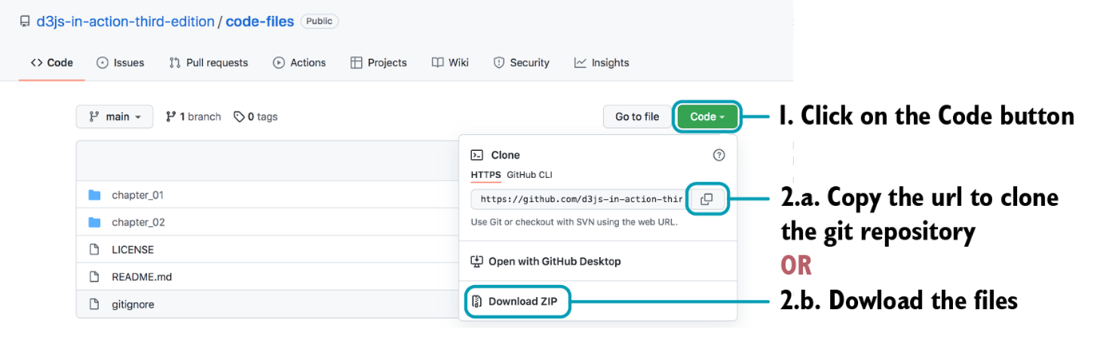 d3js-in-action-third-edition / code-files Public
Code Issues Pull requests Actions Projects Wiki Security Insights
main 1 branch 0 tags Go to file Code
1. Click on the Code button
Clone
HTTPS GitHub CLI
https://github.com/d3js-in-action-thir
Use Git or checkout with SVN using the web URL.
Open with GitHub Desktop
Download ZIP
chapter_01
chapter_02
LICENSE
README.md
gitignore
2.a. Copy the url to clone
the git repository
OR
2.b. Dowload the files